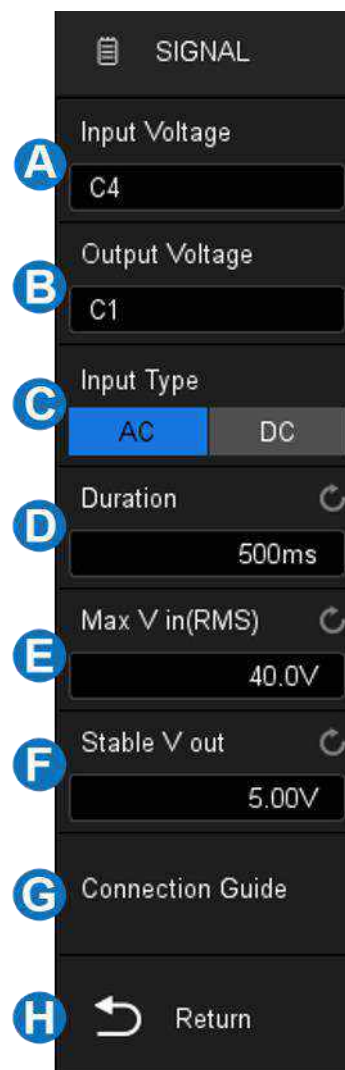 SIGNAL
A
Input Voltage
C4
B
Output Voltage
C1
C
Input Type
AC DC
D
Duration
500ms
E
Max V in(RMS)
40.0V
F
Stable V out
5.00V
G
Connection Guide
H
Return